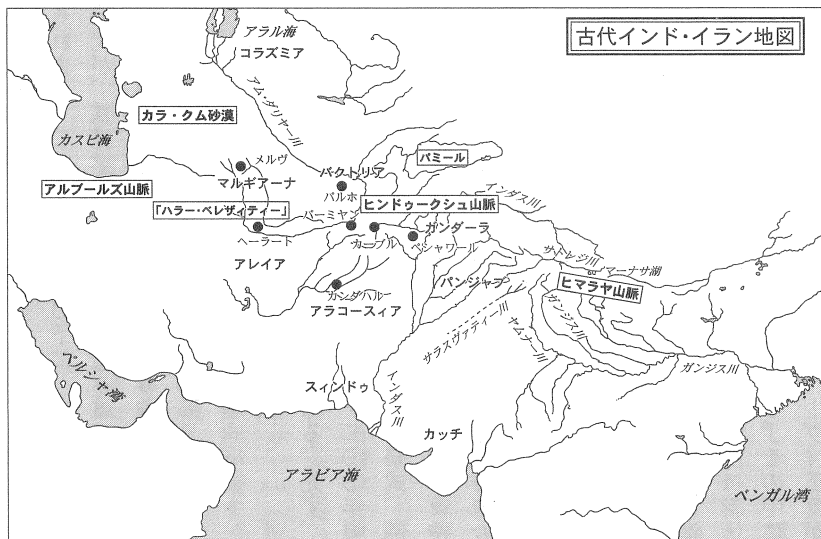 古代インド・イラン地図
アラル海
コラズミア
アム・ダリヤー川
カラ・クム砂漠
カスピ海
メルヴ
マルギアーナ
アルブールズ山脈
「ハラー・ベレザィティー」
ヘーラート
アレイア
バクトリア
バルホ
パミール
ヒンドゥークシュ山脈
バーミヤン
カーブル
ガンダーラ
ペシャワール
インダス川
サトレジ川
マーナサ湖
ヒマラヤ山脈
パンジャブ
カンダハル
アラコースィア
サラスヴァティー川
ヤムナー川
ガンジス川
ガンジス川
ペルシャ湾
スィンドゥ
インダス川
カッチ
アラビア海
ベンガル湾